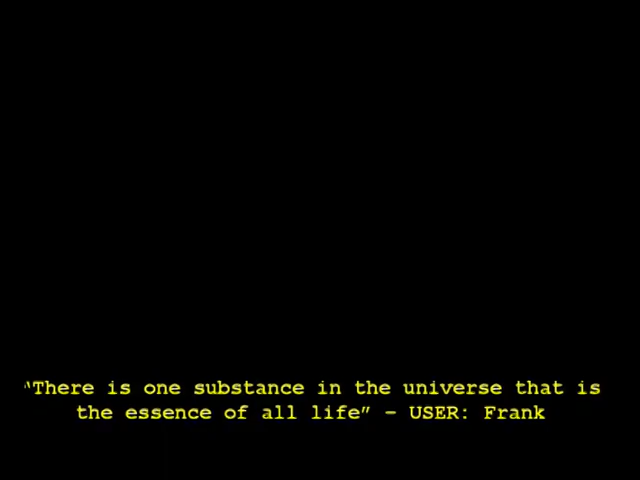 “There is one substance in the universe that is
the essence of all life” – USER: Frank